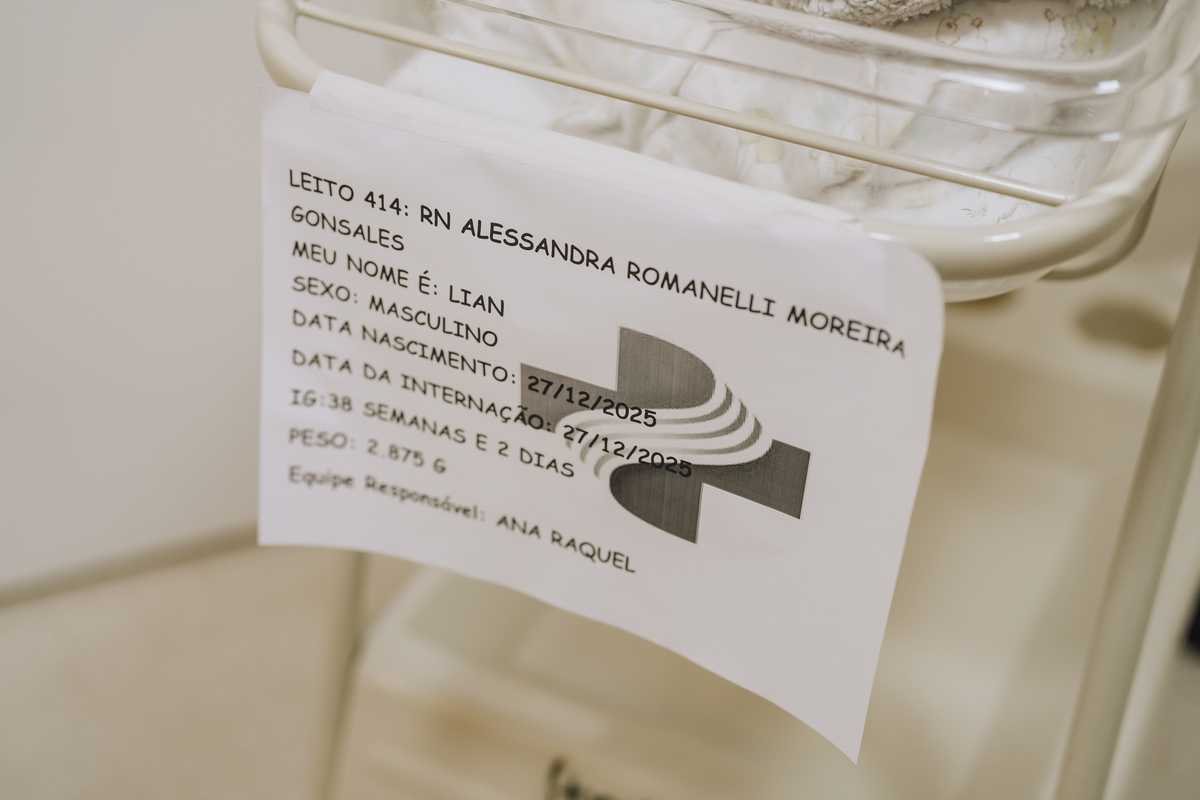 LEITO 414: RN ALESSANDRA ROMANELLI MOREIRA
GONSALES
MEU NOME É: LIAN
SEXO: MASCULINO
DATA NASCIMENTO: 27/12/2025
DATA DA INTERNAÇÃO: 27/12/2025
IG:38 SEMANAS E 2 DIAS
PESO: 2.875 G
Equipe Responsável: ANA RAQUEL